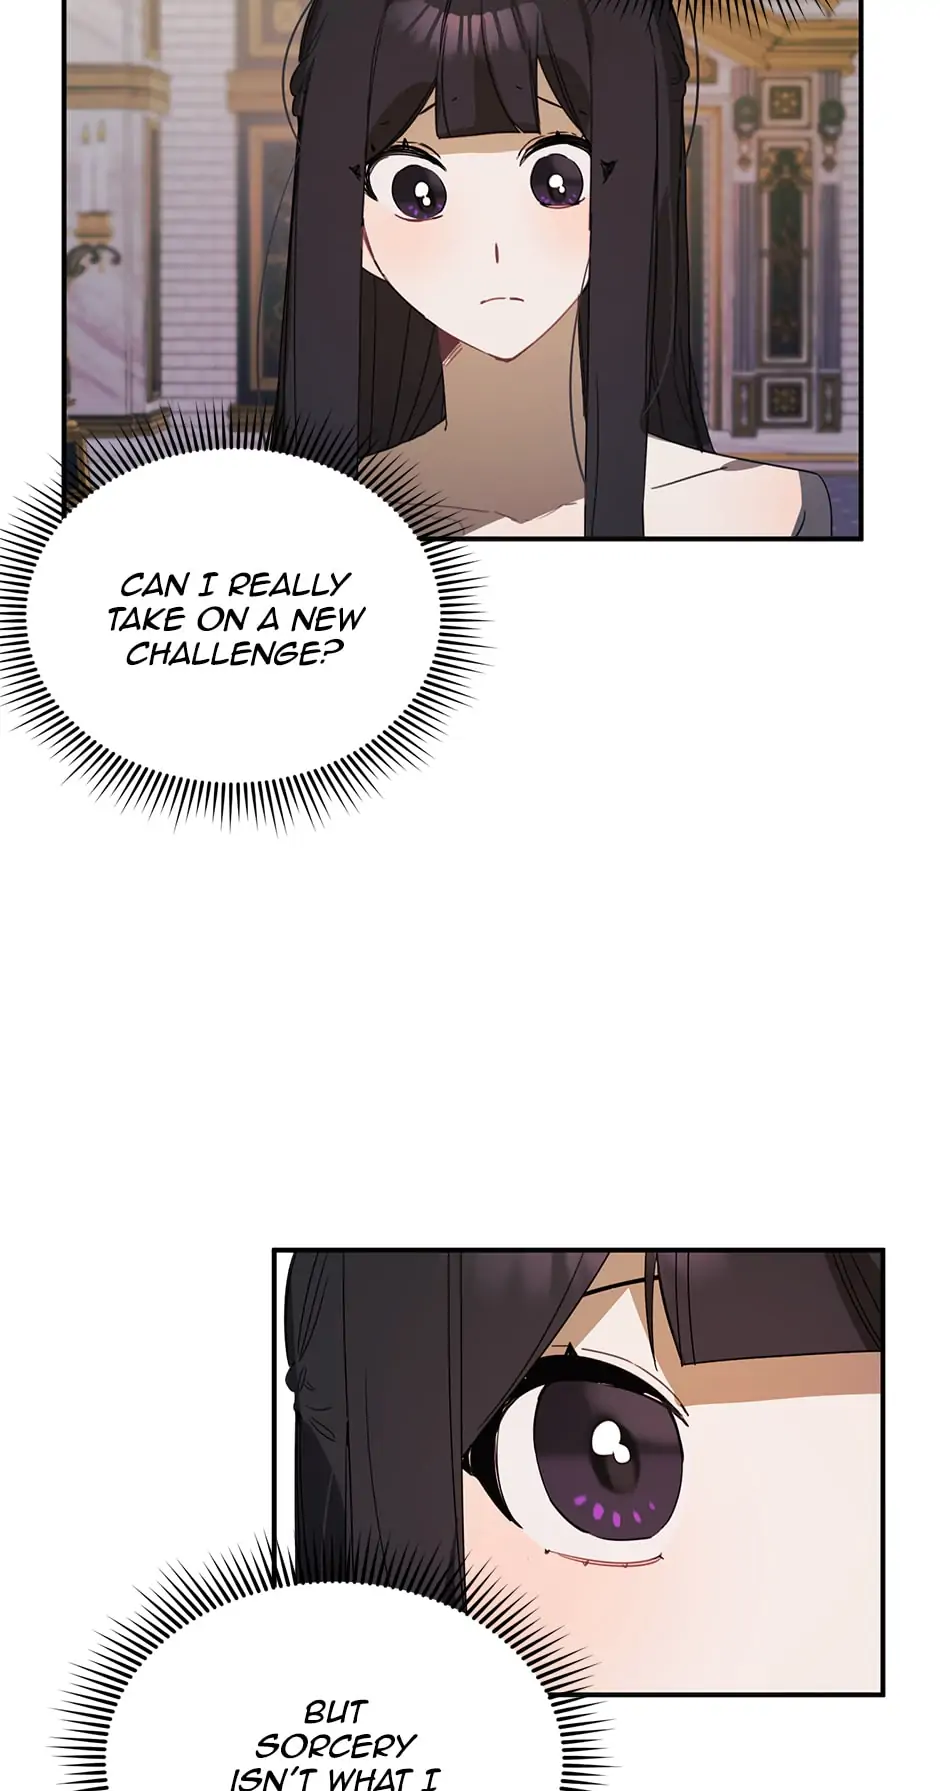 CAN I REALLY
TAKE ON A NEW
CHALLENGE?
BUT
SORCERY
ISN'T WHAT I